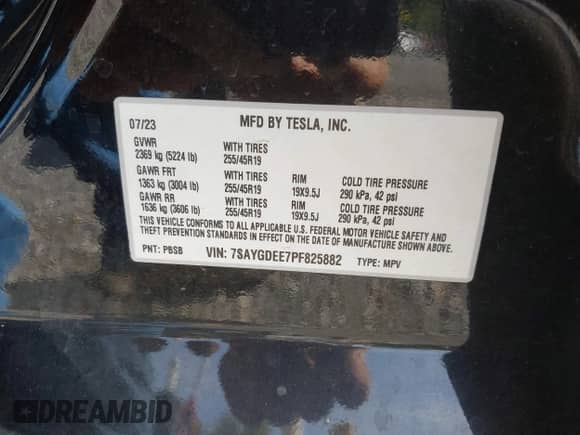 07/23 MFD BY TESLA, INC.
GVWR WITH TIRES
2369 kg (5224 lb) 255/45R19
GAWR FRT WITH TIRES RIM COLD TIRE PRESSURE
1363 kg (3004 lb) 255/45R19 19X9.5J 290 kPa, 42 psi
GAWR RR WITH TIRES RIM COLD TIRE PRESSURE
1636 kg (3606 lb) 255/45R19 19X9.5J 290 kPa, 42 psi
THIS VEHICLE CONFORMS TO ALL APPLICABLE U.S. FEDERAL MOTOR VEHICLE SAFETY AND
THEFT PREVENTION STANDARDS IN EFFECT ON THE DATE OF MANUFACTURE SHOWN ABOVE.
PNT: PBSB VIN: 7SAYGDEE7PF825882 TYPE: MPV
DREAMBID